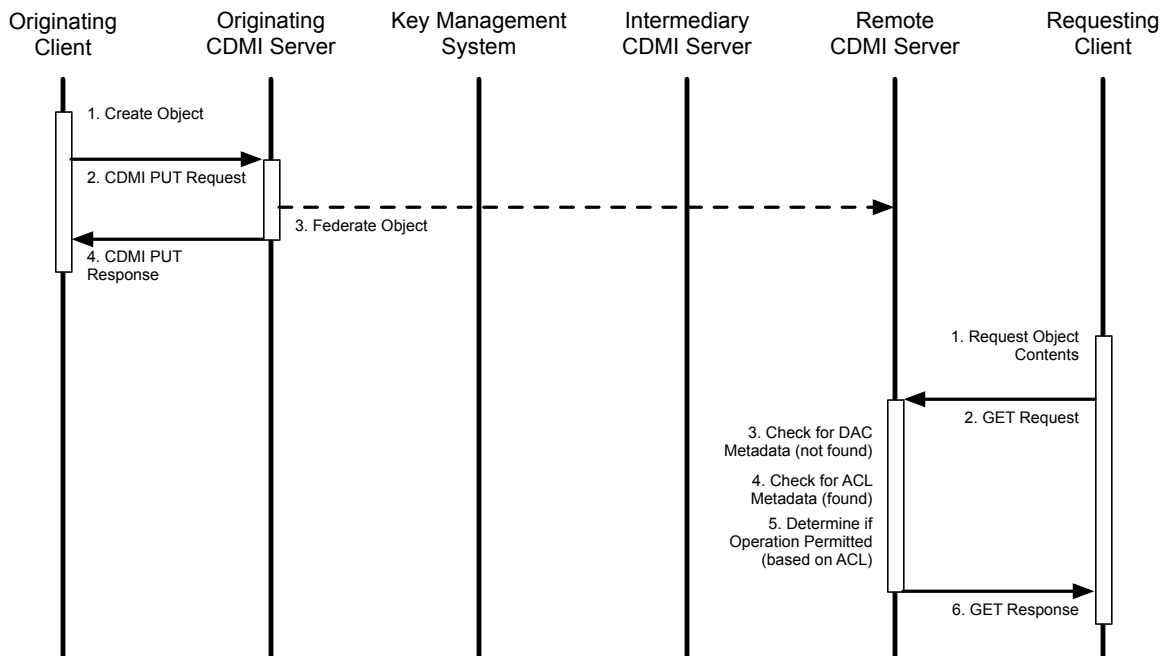 Originating
Client
Originating
CDMI Server
Key Management
System
Intermediary
CDMI Server
Remote
CDMI Server
Requesting
Client
1. Create Object
2. CDMI PUT Request
3. Federate Object
4. CDMI PUT
Response
1. Request Object
Contents
2. GET Request
3. Check for DAC
Metadata (not found)
4. Check for ACL
Metadata (found)
5. Determine if
Operation Permitted
(based on ACL)
6. GET Response